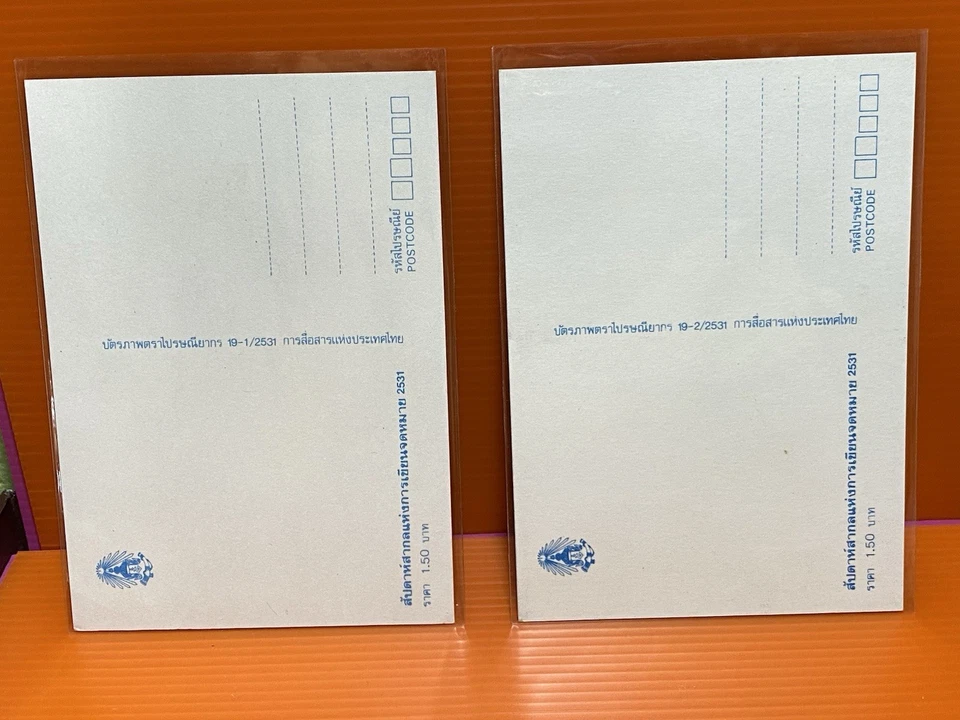 รหัสไปรษณีย์
POSTCODE
บัตรภาพตราไปรษณียากร 19-1/2531 การสื่อสารแห่งประเทศไทย
สัปดาห์สากลแห่งการเขียนจดหมาย 2531
ราคา 1.50 บาท
รหัสไปรษณีย์
POSTCODE
บัตรภาพตราไปรษณียากร 19-2/2531 การสื่อสารแห่งประเทศไทย
สัปดาห์สากลแห่งการเขียนจดหมาย 2531
ราคา 1.50 บาท